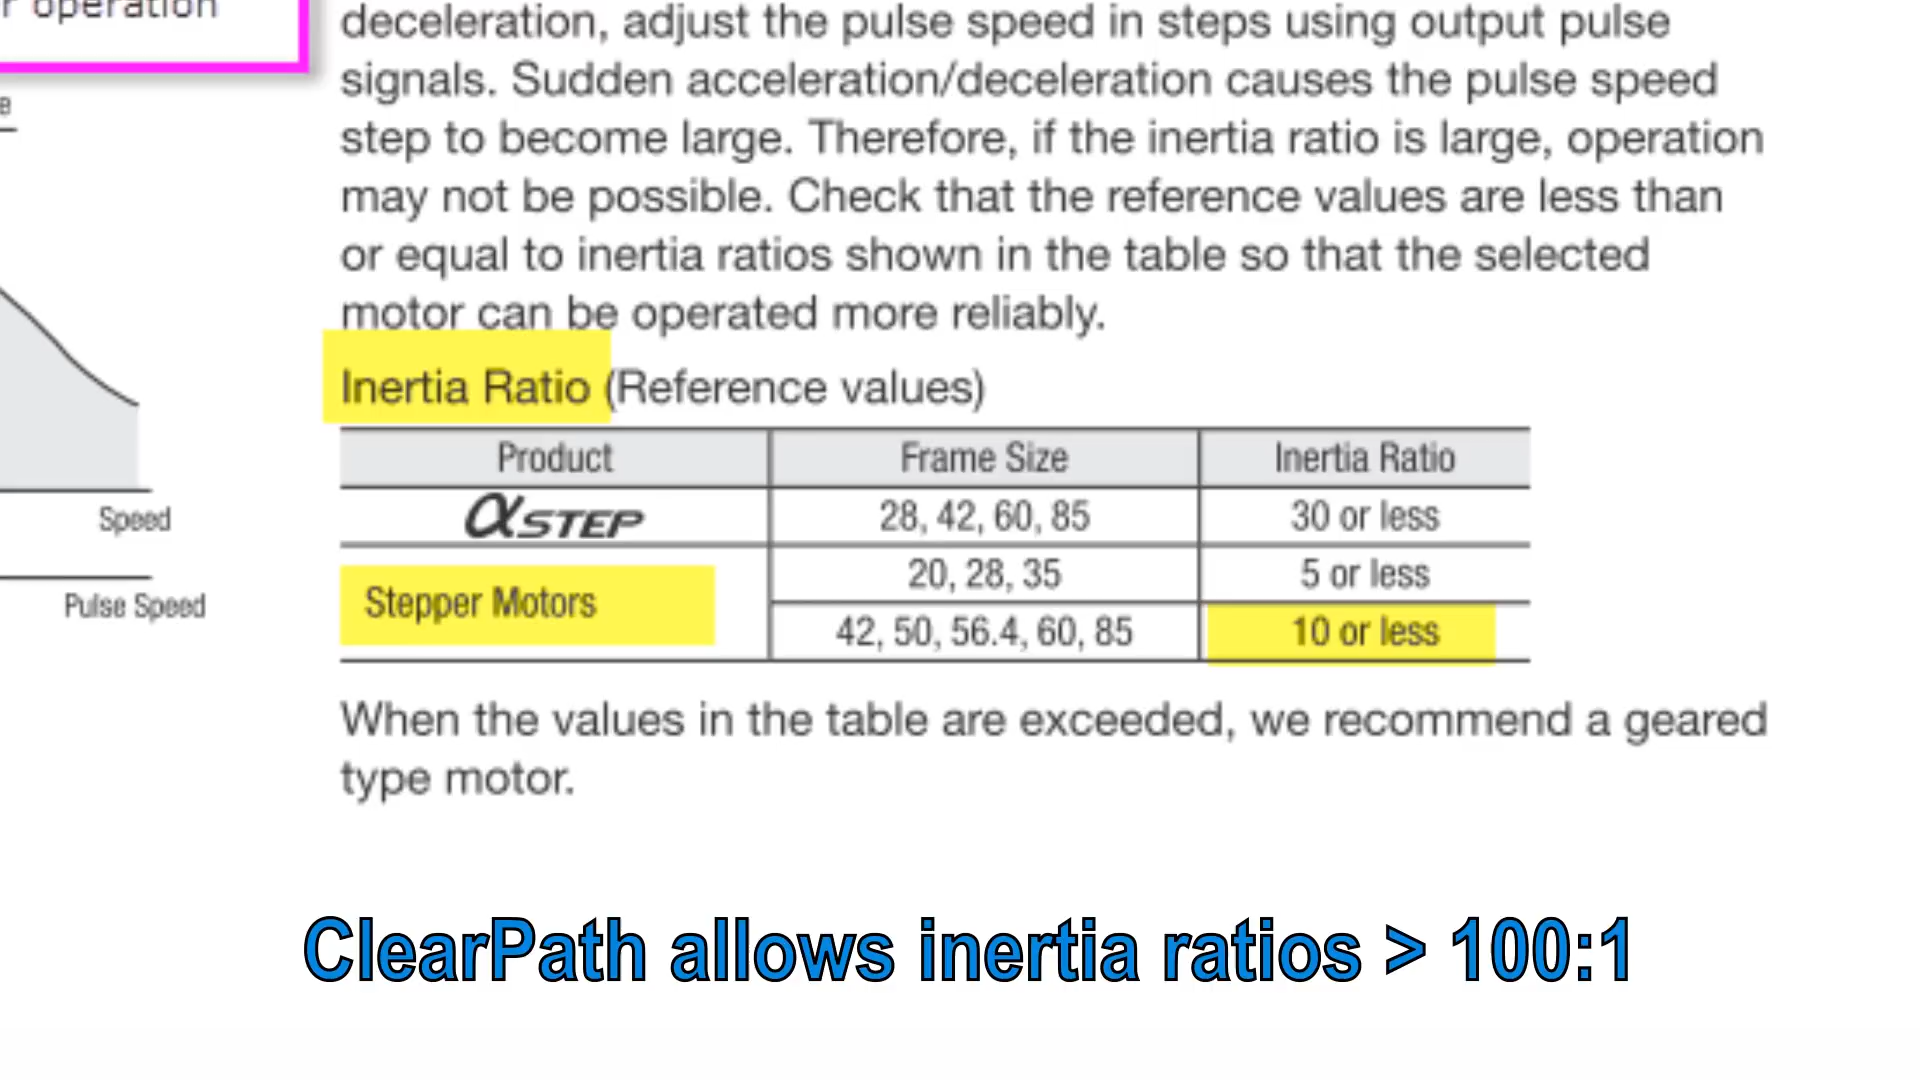 r operation
e
Speed
Pulse Speed
deceleration, adjust the pulse speed in steps using output pulse
signals. Sudden acceleration/deceleration causes the pulse speed
step to become large. Therefore, if the inertia ratio is large, operation
may not be possible. Check that the reference values are less than
or equal to inertia ratios shown in the table so that the selected
motor can be operated more reliably.
Inertia Ratio (Reference values)
Product Frame Size Inertia Ratio
αSTEP 28, 42, 60, 85 30 or less
Stepper Motors 20, 28, 35 5 or less
42, 50, 56.4, 60, 85 10 or less
When the values in the table are exceeded, we recommend a geared
type motor.
ClearPath allows inertia ratios > 100:1